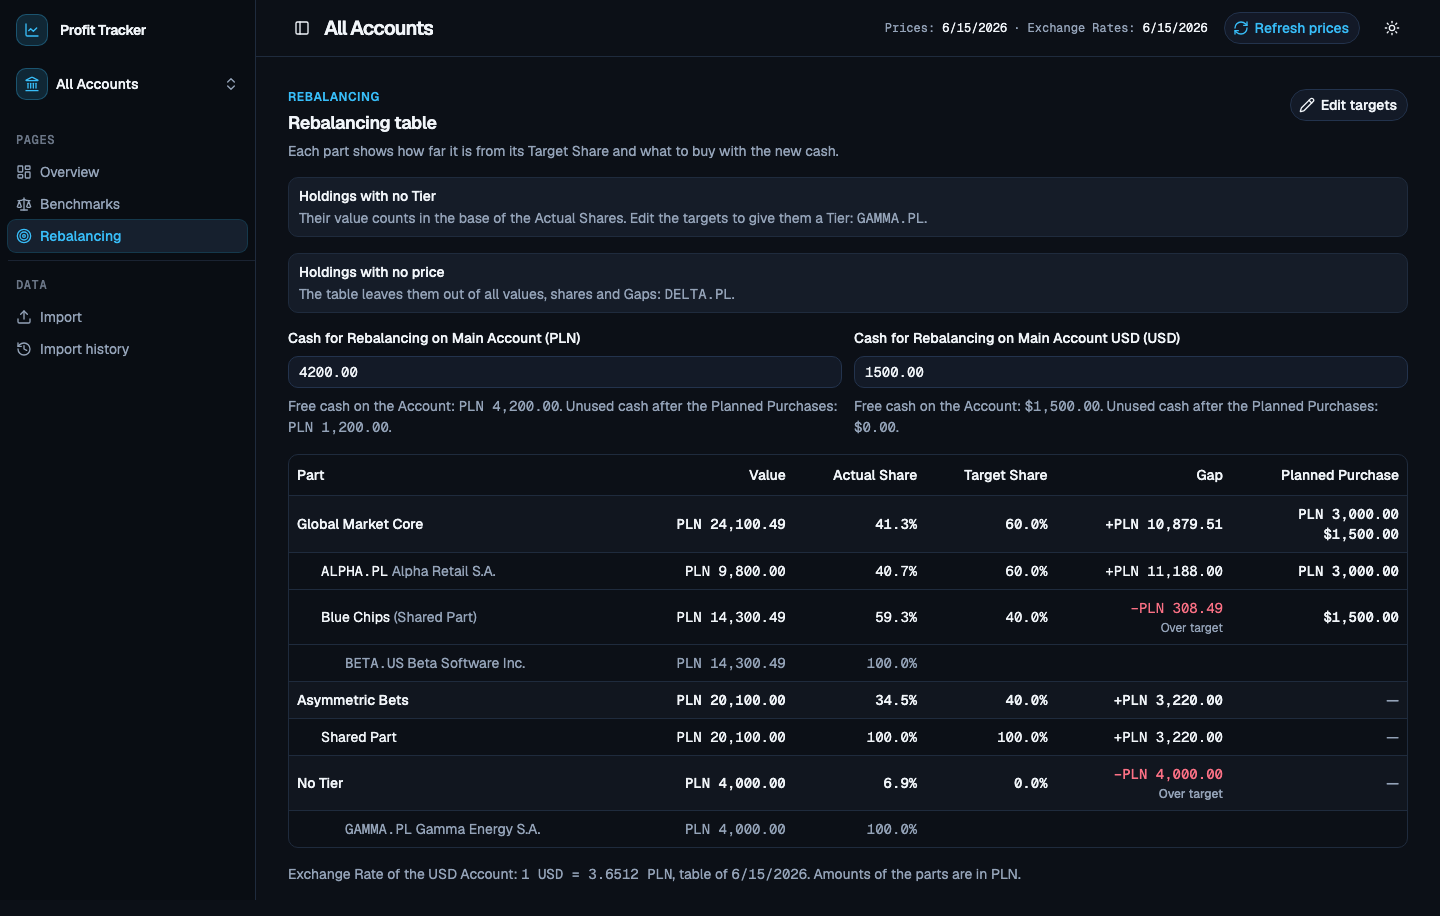 Profit Tracker
All Accounts
PAGES
Overview
Benchmarks
Rebalancing
DATA
Import
Import history
All Accounts
Prices: 6/15/2026 · Exchange Rates: 6/15/2026
Refresh prices
REBALANCING
Rebalancing table
Each part shows how far it is from its Target Share and what to buy with the new cash.
Edit targets
Holdings with no Tier
Their value counts in the base of the Actual Shares. Edit the targets to give them a Tier: GAMMA.PL.
Holdings with no price
The table leaves them out of all values, shares and Gaps: DELTA.PL.
Cash for Rebalancing on Main Account (PLN)
4200.00
Free cash on the Account: PLN 4,200.00. Unused cash after the Planned Purchases:
PLN 1,200.00.
Cash for Rebalancing on Main Account USD (USD)
1500.00
Free cash on the Account: $1,500.00. Unused cash after the Planned Purchases:
$0.00.
Part Value Actual Share Target Share Gap Planned Purchase
Global Market Core PLN 24,100.49 41.3% 60.0% +PLN 10,879.51 PLN 3,000.00
$1,500.00
ALPHA.PL Alpha Retail S.A. PLN 9,800.00 40.7% 60.0% +PLN 11,188.00 PLN 3,000.00
Blue Chips (Shared Part) PLN 14,300.49 59.3% 40.0% −PLN 308.49 $1,500.00
Over target
BETA.US Beta Software Inc. PLN 14,300.49 100.0%
Asymmetric Bets PLN 20,100.00 34.5% 40.0% +PLN 3,220.00 —
Shared Part PLN 20,100.00 100.0% 100.0% +PLN 3,220.00 —
No Tier PLN 4,000.00 6.9% 0.0% −PLN 4,000.00 —
Over target
GAMMA.PL Gamma Energy S.A. PLN 4,000.00 100.0%
Exchange Rate of the USD Account: 1 USD = 3.6512 PLN, table of 6/15/2026. Amounts of the parts are in PLN.